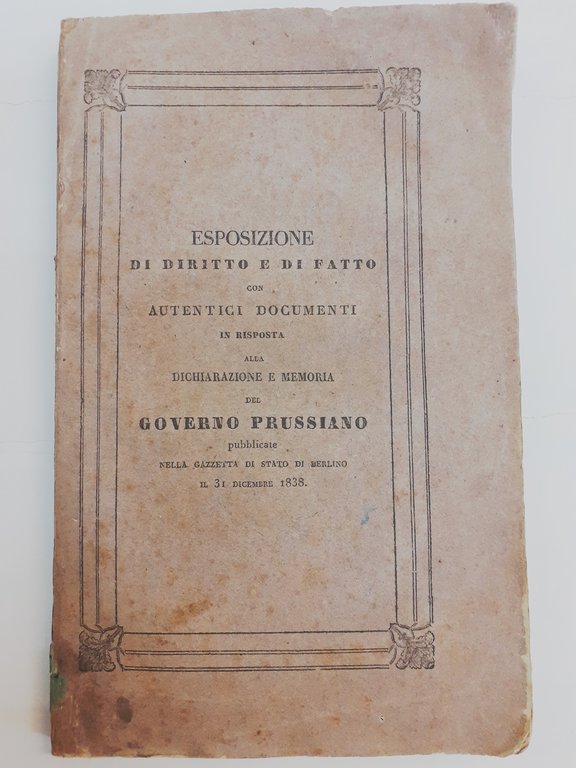 ESPOSIZIONE
DI DIRITTO E DI FATTO
CON
AUTENTICI DOCUMENTI
IN RISPOSTA
ALLA
DICHIARAZIONE E MEMORIA
DEL
GOVERNO PRUSSIANO
pubblicate
NELLA GAZZETTA DI STATO DI BERLINO
IL 31 DICEMBRE 1838.